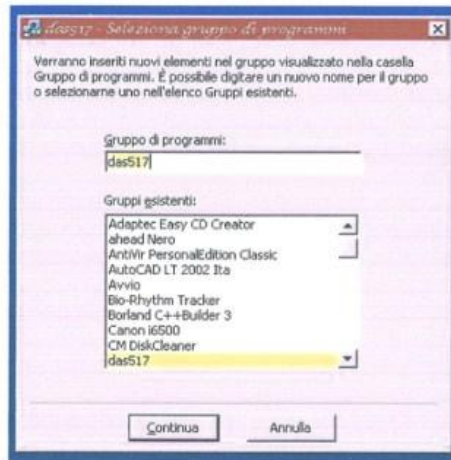 das517 - Seleziona gruppo di programmi
Verranno inseriti nuovi elementi nel gruppo visualizzato nella casella
Gruppo di programmi. È possibile digitare un nuovo nome per il gruppo
o selezionarne uno nell'elenco Gruppi esistenti.
Gruppo di programmi:
das517
Gruppi esistenti:
Adaptec Easy CD Creator
ahead Nero
AntiVir PersonalEdition Classic
AutoCAD LT 2002 Ita
Avvio
Bio-Rhythm Tracker
Borland C++Builder 3
Canon i6500
CM DiskCleaner
das517
Continua
Annulla